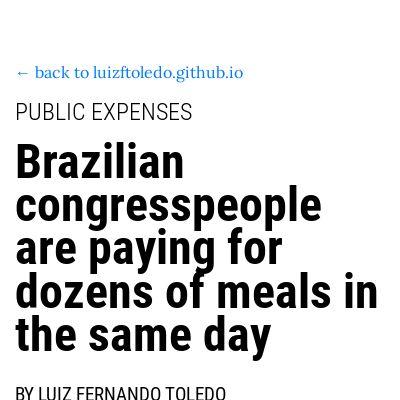 ← back to luizftoledo.github.io
PUBLIC EXPENSES
Brazilian
congresspeople
are paying for
dozens of meals in
the same day
BY LUIZ FERNANDO TOLEDO